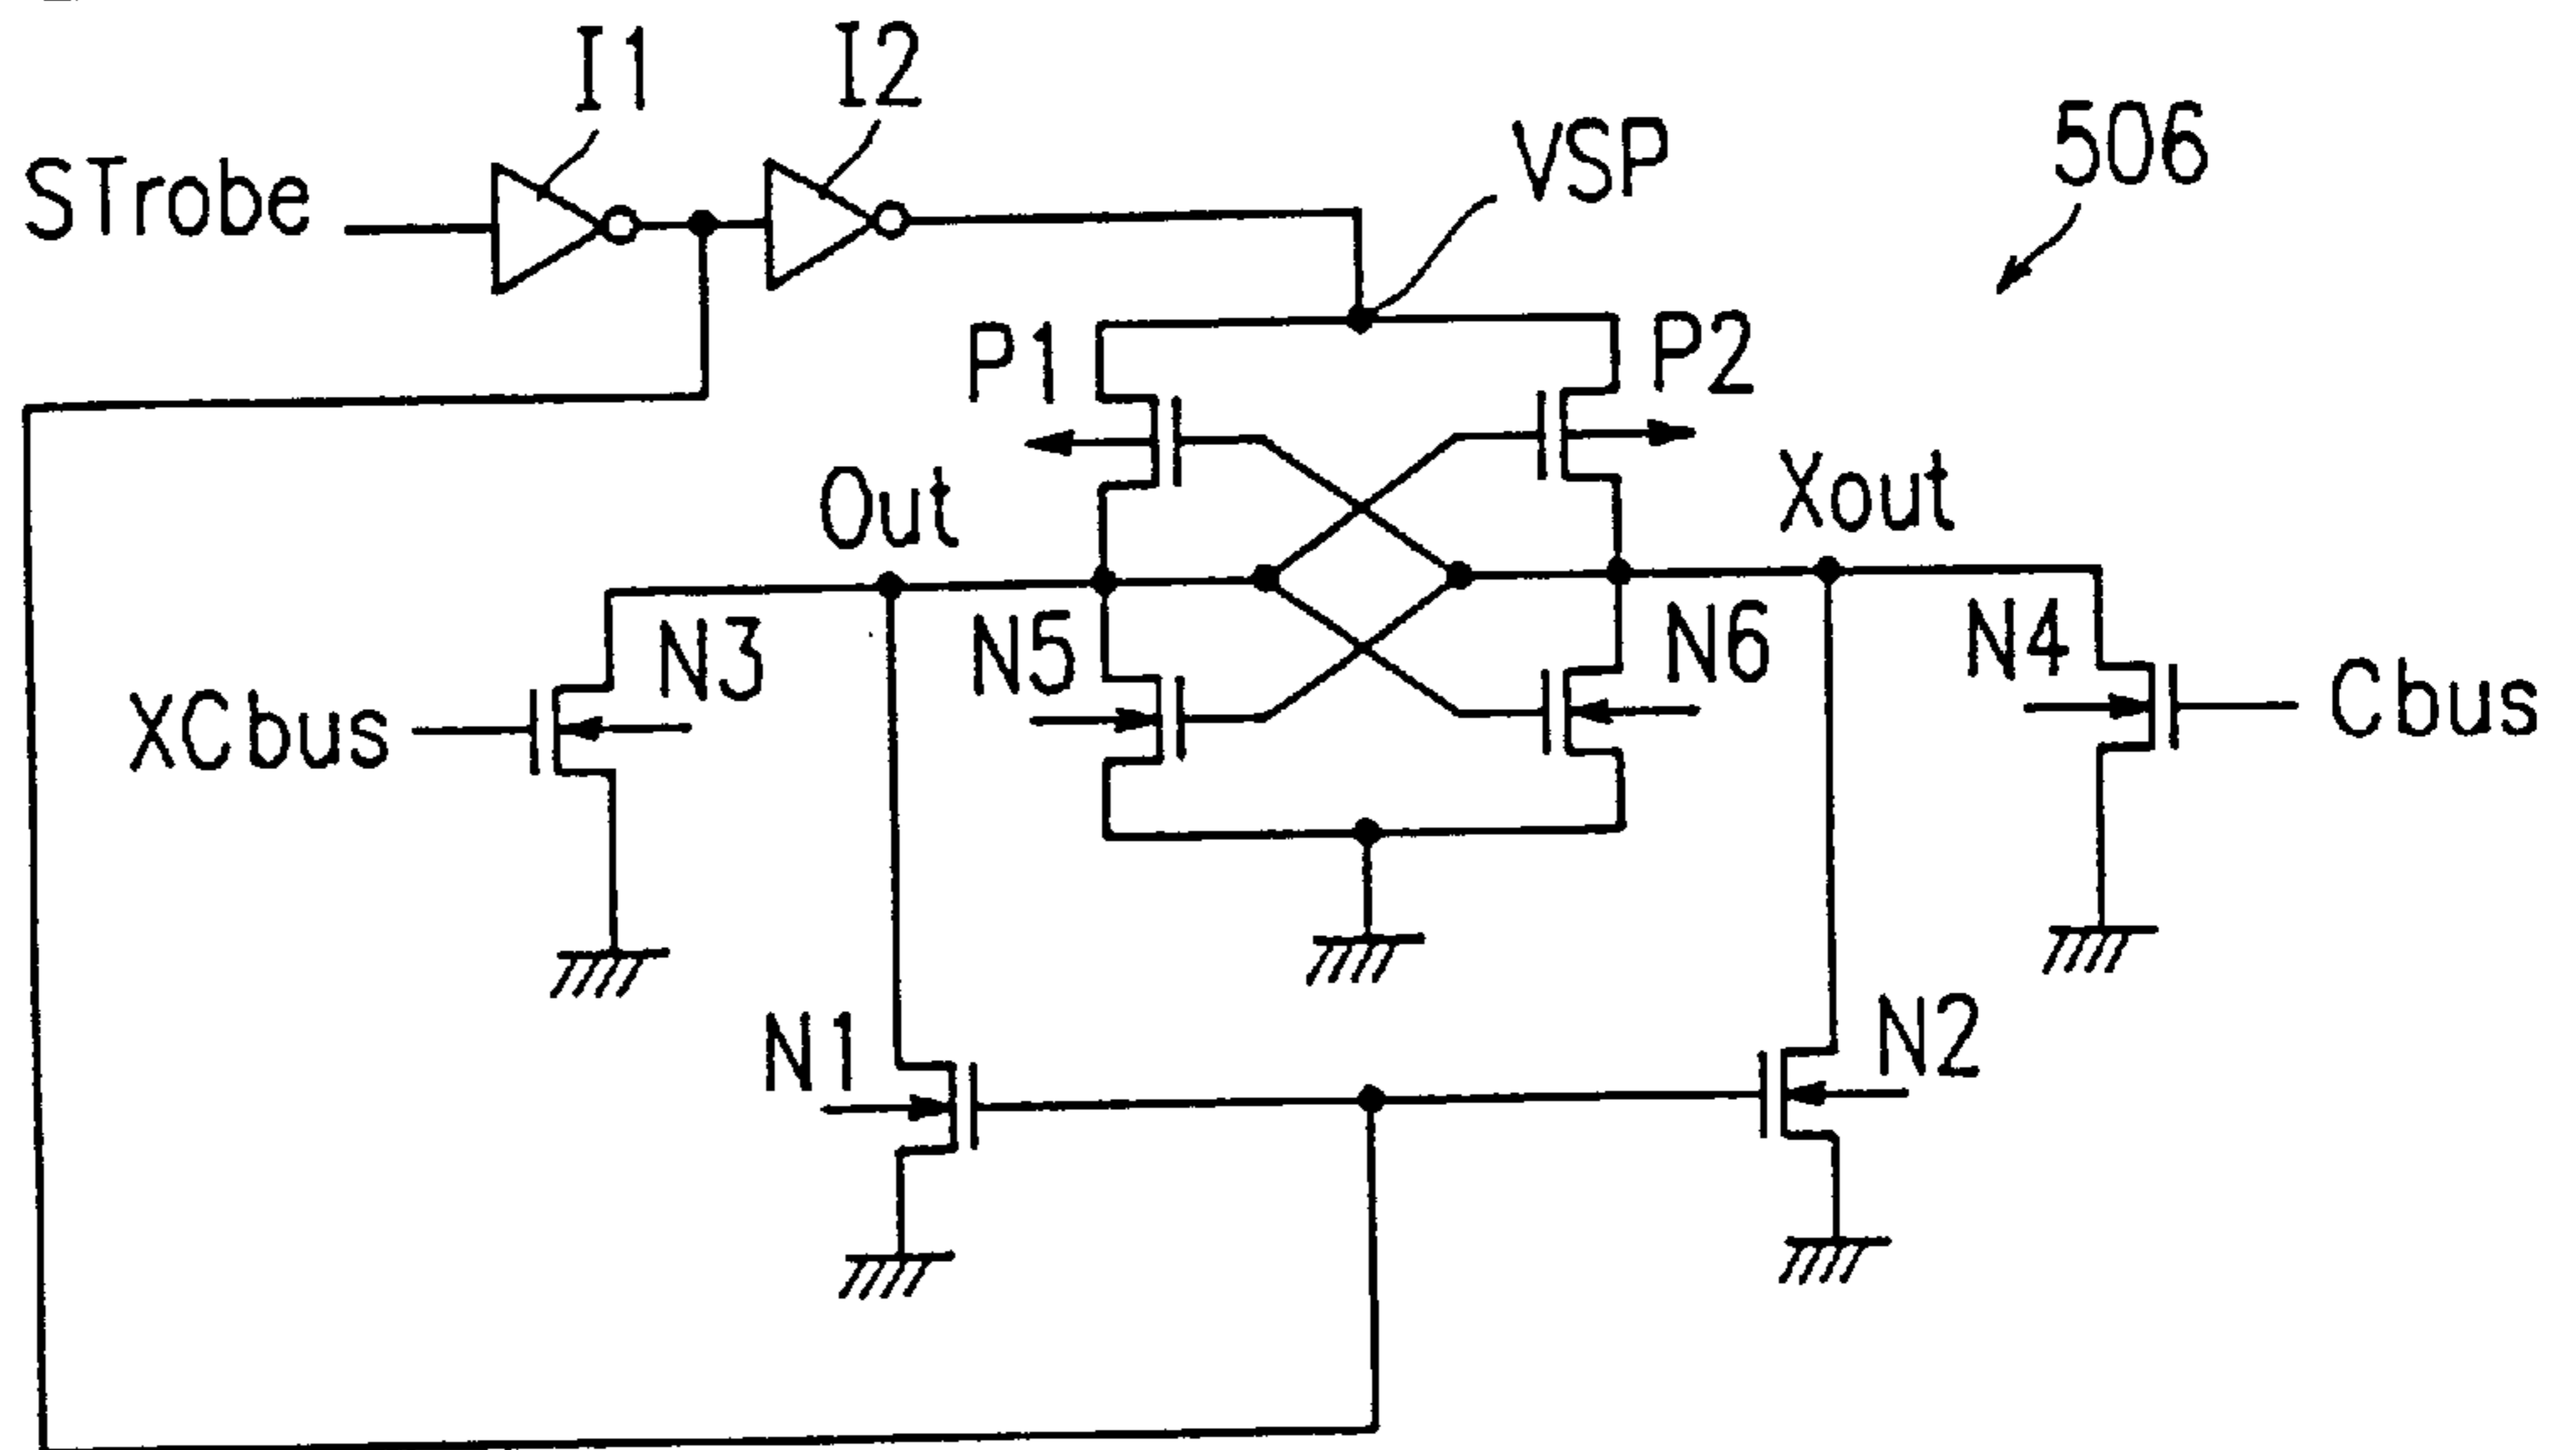 I1
I2
STrobe
VSP
506
P1
P2
Out
Xout
XCbus
N3
N5
N6
N4
Cbus
N1
N2